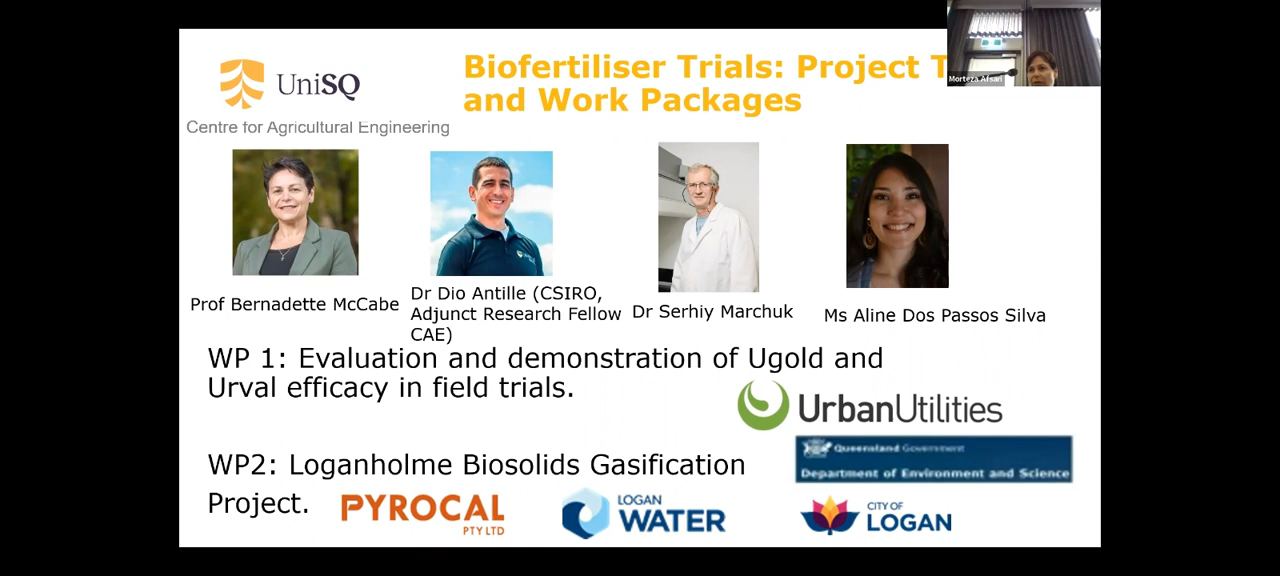 Biofertiliser Trials: Project T
and Work Packages
Morteza Afsari
UniSQ
Centre for Agricultural Engineering
Prof Bernadette McCabe
Dr Dio Antille (CSIRO,
Adjunct Research Fellow
CAE)
Dr Serhiy Marchuk
Ms Aline Dos Passos Silva
WP 1: Evaluation and demonstration of Ugold and
Urval efficacy in field trials.
UrbanUtilities
Queensland Government
Department of Environment and Science
WP2: Loganholme Biosolids Gasification
Project.
PYROCAL
PTY LTD
LOGAN
WATER
CITY OF
LOGAN